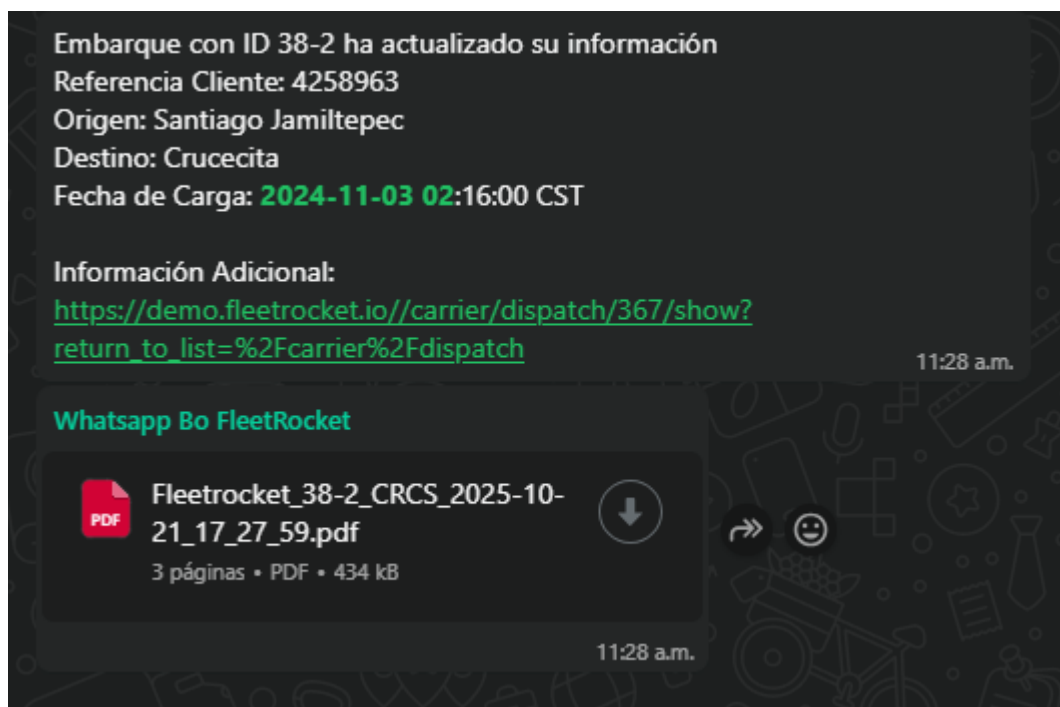 Embarque con ID 38-2 ha actualizado su información
Referencia Cliente: 4258963
Origen: Santiago Jamiltepec
Destino: Crucecita
Fecha de Carga: 2024-11-03 02:16:00 CST
Información Adicional:
https://demo.fleetrocket.io//carrier/dispatch/367/show?
return_to_list=%2Fcarrier%2Fdispatch
11:28 a.m.
Whatsapp Bo FleetRocket
PDF
Fleetrocket_38-2_CRCS_2025-10-
21_17_27_59.pdf
3 páginas • PDF • 434 kB
11:28 a.m.